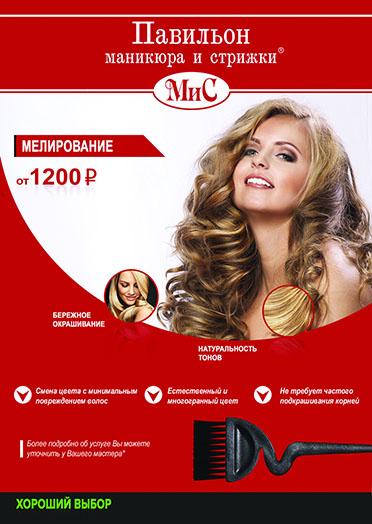 Павильон
маникюра и стрижки®
МиС
МЕЛИРОВАНИЕ
от 1200 ₽
БЕРЕЖНОЕ
ОКРАШИВАНИЕ
НАТУРАЛЬНОСТЬ
ТОНОВ
Смена цвета с минимальным
повреждением волос
Естественный и
многогранный цвет
Не требует частого
подкрашивания корней
Более подробно об услуге Вы можете
уточнить у Вашего мастера*
ХОРОШИЙ ВЫБОР